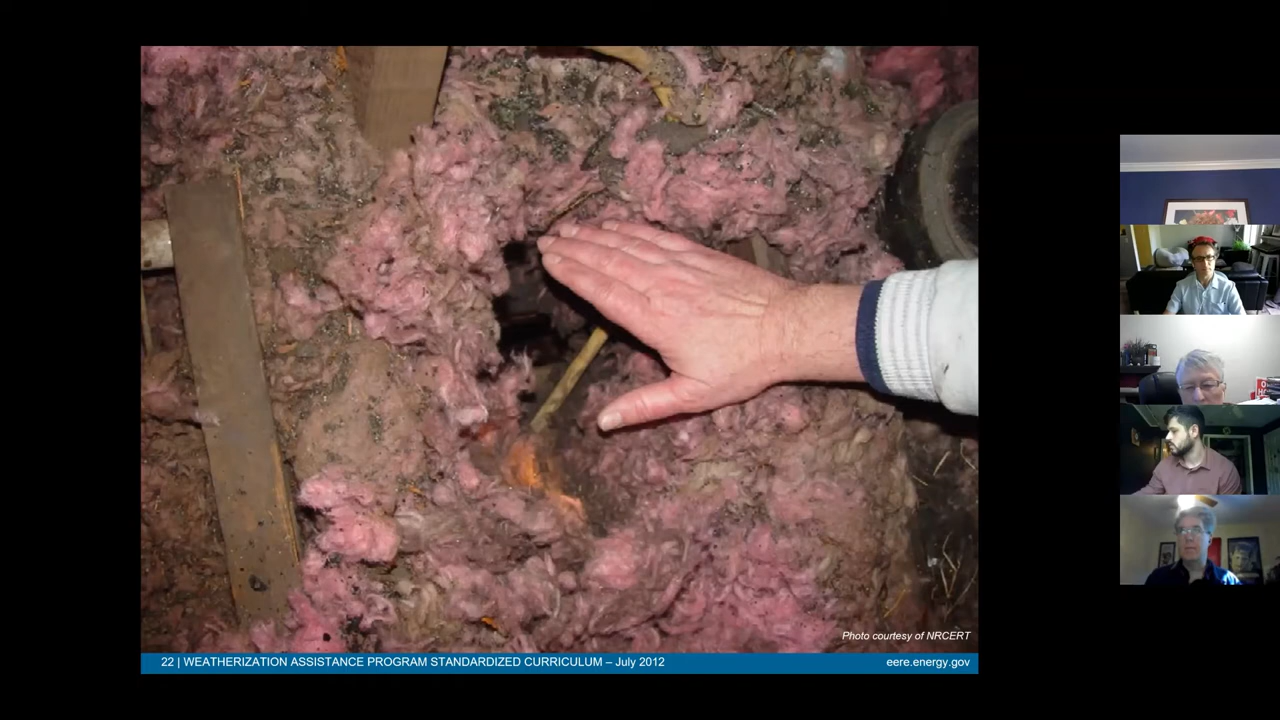 Photo courtesy of NRCERT
22 | WEATHERIZATION ASSISTANCE PROGRAM STANDARDIZED CURRICULUM – July 2012
eere.energy.gov